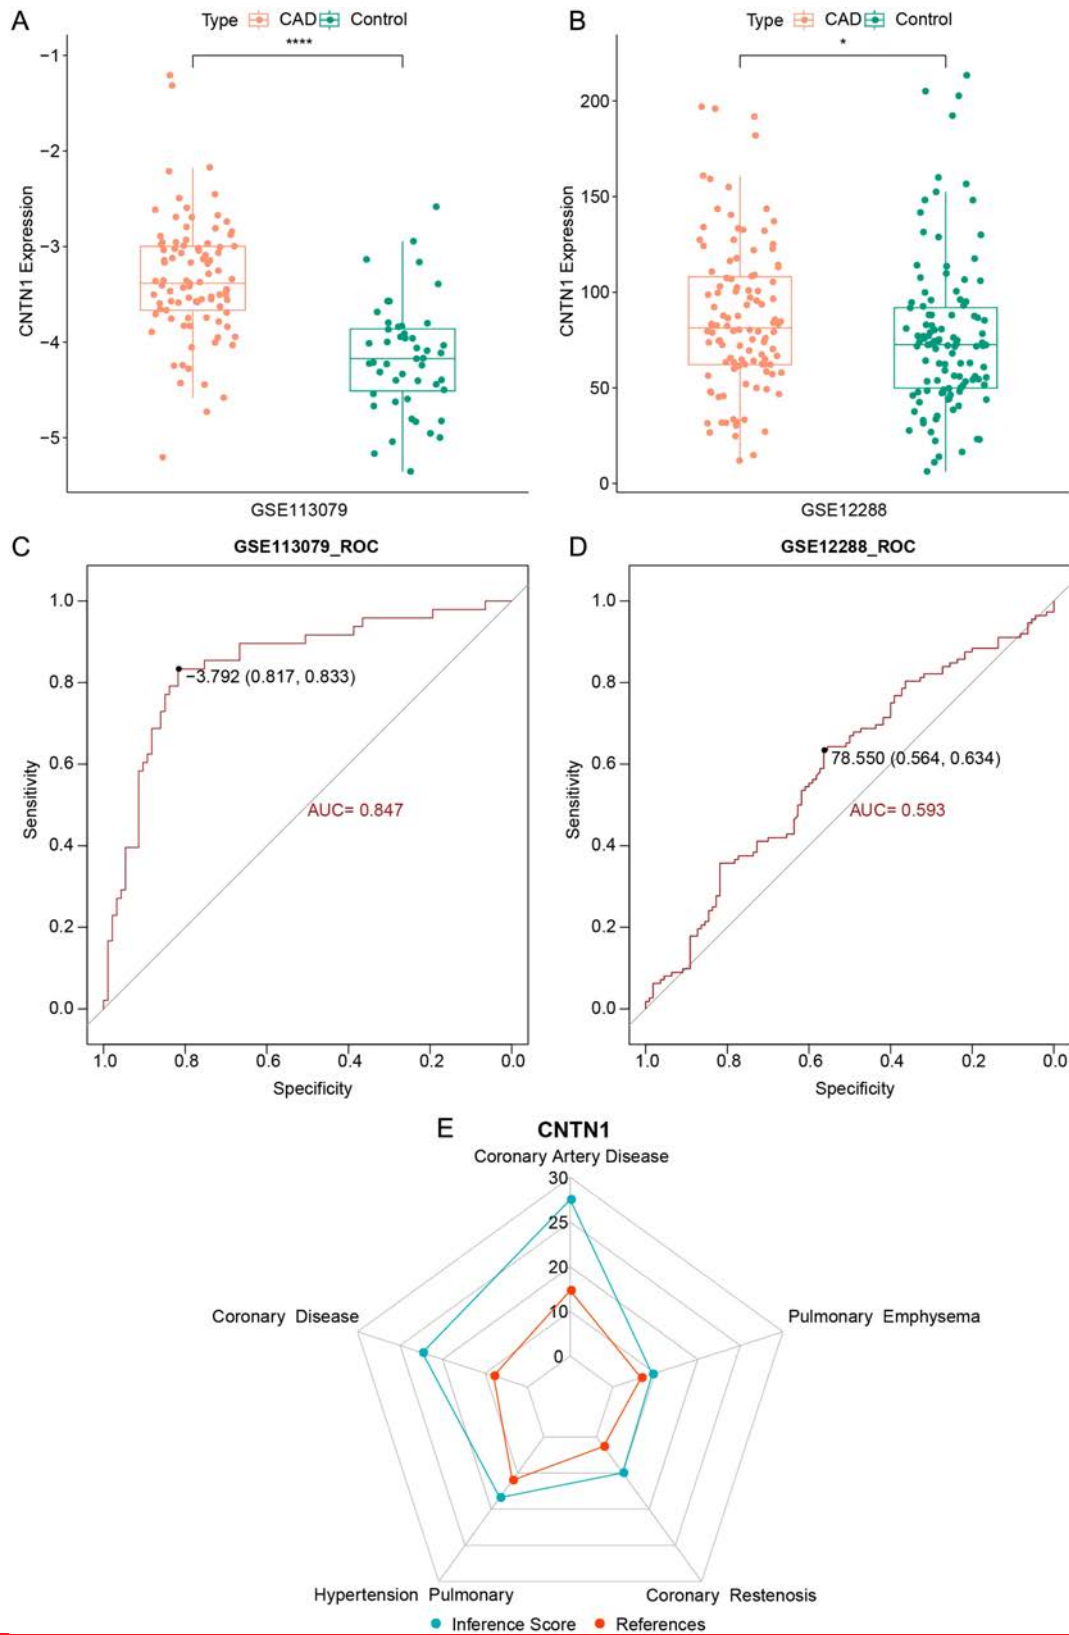 A Type CAD Control
B Type CAD Control
****
*
−1
−2
−3
−4
−5
CNTN1 Expression
GSE113079
200
150
100
50
0
CNTN1 Expression
GSE12288
C GSE113079_ROC
1.0
0.8
0.6
0.4
0.2
0.0
Sensitivity
−3.792 (0.817, 0.833)
AUC= 0.847
1.0 0.8 0.6 0.4 0.2 0.0
Specificity
D GSE12288_ROC
1.0
0.8
0.6
0.4
0.2
0.0
Sensitivity
78.550 (0.564, 0.634)
AUC= 0.593
1.0 0.8 0.6 0.4 0.2 0.0
Specificity
E CNTN1
Coronary Artery Disease
30
25
20
10
0
Coronary Disease
Pulmonary Emphysema
Hypertension Pulmonary
Coronary Restenosis
Inference Score References